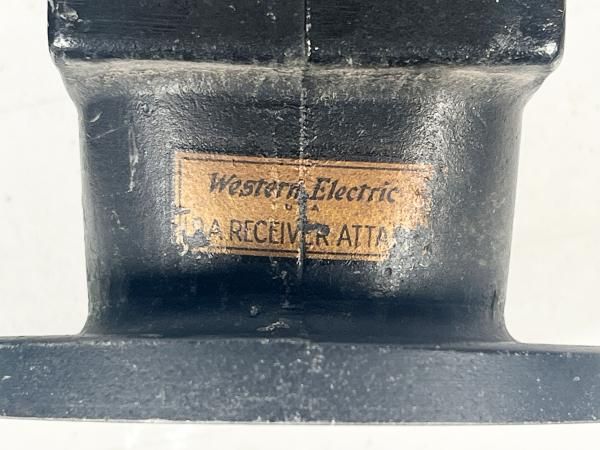 Western Electric
U S A
A RECEIVER ATTA